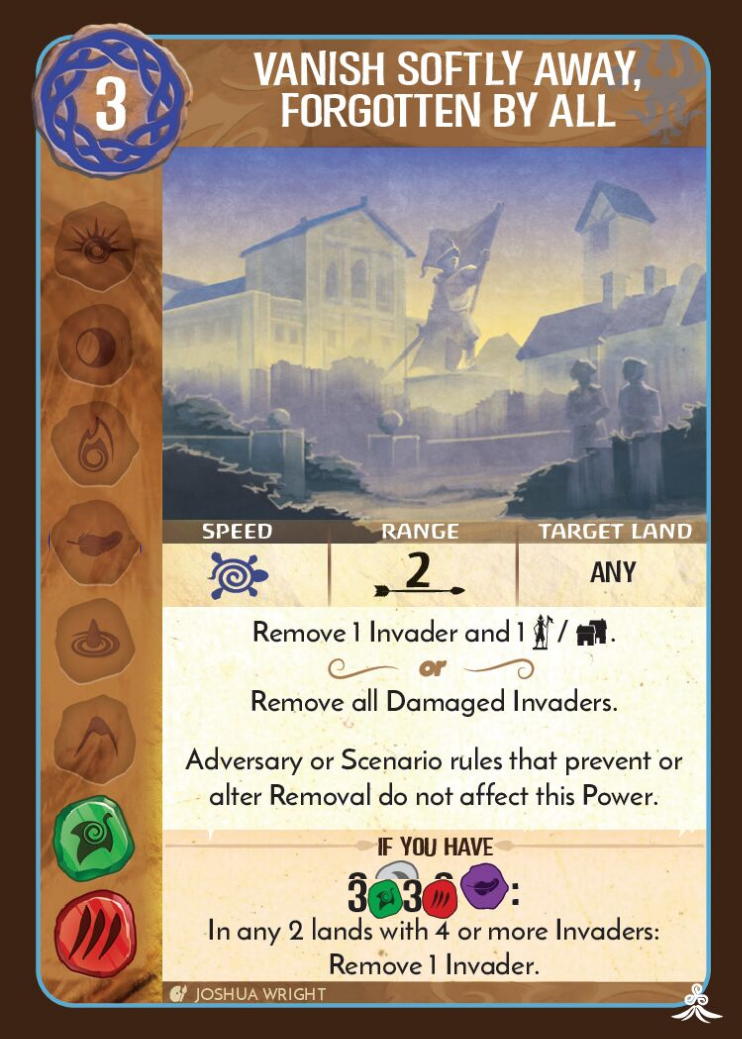 3
VANISH SOFTLY AWAY,
FORGOTTEN BY ALL
SPEED RANGE TARGET LAND
2 ANY
Remove 1 Invader and 1 / .
or
Remove all Damaged Invaders.
Adversary or Scenario rules that prevent or
alter Removal do not affect this Power.
IF YOU HAVE
3 3 :
In any 2 lands with 4 or more Invaders:
Remove 1 Invader.
JOSHUA WRIGHT